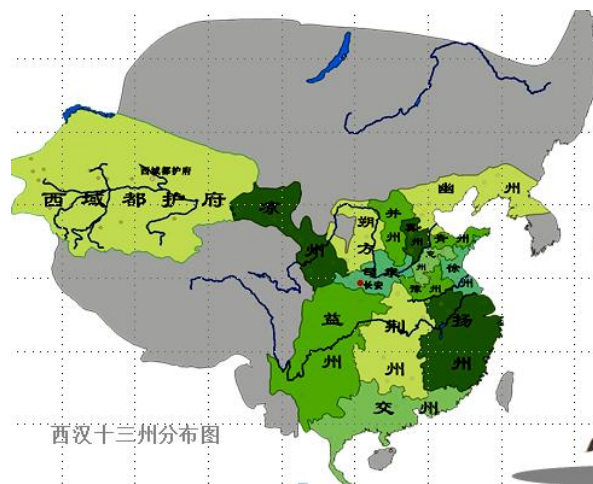 西域都护府
西域都护府
凉州
朔方
并州
冀州
幽州
青州
兖州
司隶
长安
豫州
徐州
益州
荆州
扬州
交州
西汉十三州分布图